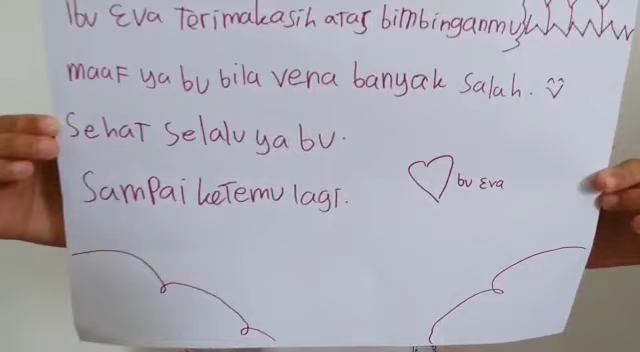 Ibu Eva Terimakasih atas bimbinganmu
maaf ya bu bila vena banyak salah.
Sehat selalu ya bu.
Sampai ketemu lagi.
bu Eva